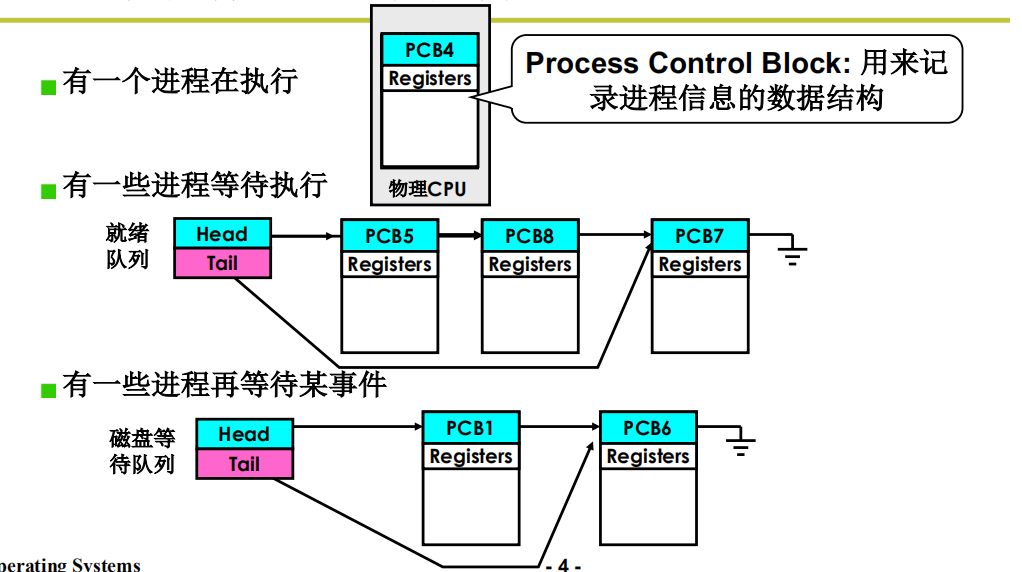 PCB4
Registers
物理CPU
Process Control Block: 用来记
录进程信息的数据结构
有一个进程在执行
有一些进程等待执行
就绪
队列
Head
Tail
PCB5
Registers
PCB8
Registers
PCB7
Registers
有一些进程再等待某事件
磁盘等
待队列
Head
Tail
PCB1
Registers
PCB6
Registers
perating Systems
- 4 -